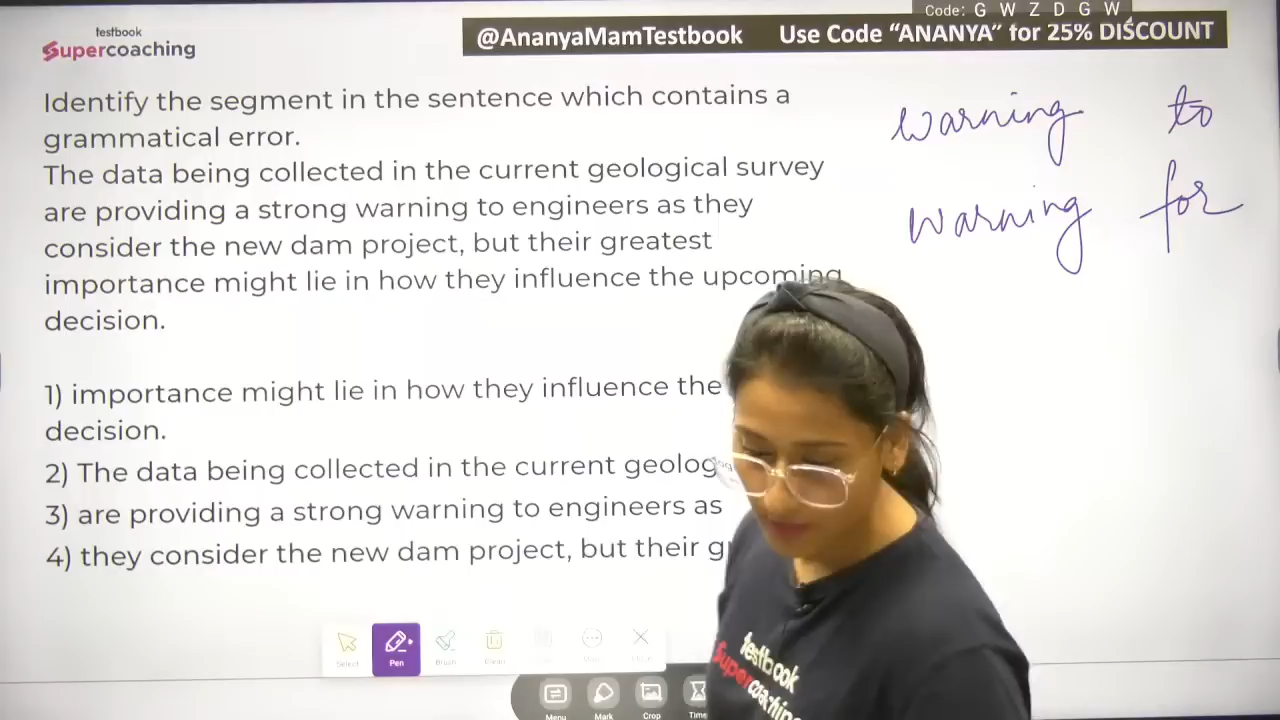 Code: G W Z D G W
testbook
Supercoaching
@AnanyaMamTestbook Use Code “ANANYA” for 25% DISCOUNT
Identify the segment in the sentence which contains a
grammatical error.
The data being collected in the current geological survey
are providing a strong warning to engineers as they
consider the new dam project, but their greatest
importance might lie in how they influence the upcoming
decision.
warning to
warning for
1) importance might lie in how they influence the
decision.
2) The data being collected in the current
3) are providing a strong warning to engineers as
4) they consider the new dam project, but their
Select
Pen
Brush
Clean
Menu
Mark
Crop
testbook
Supercoaching